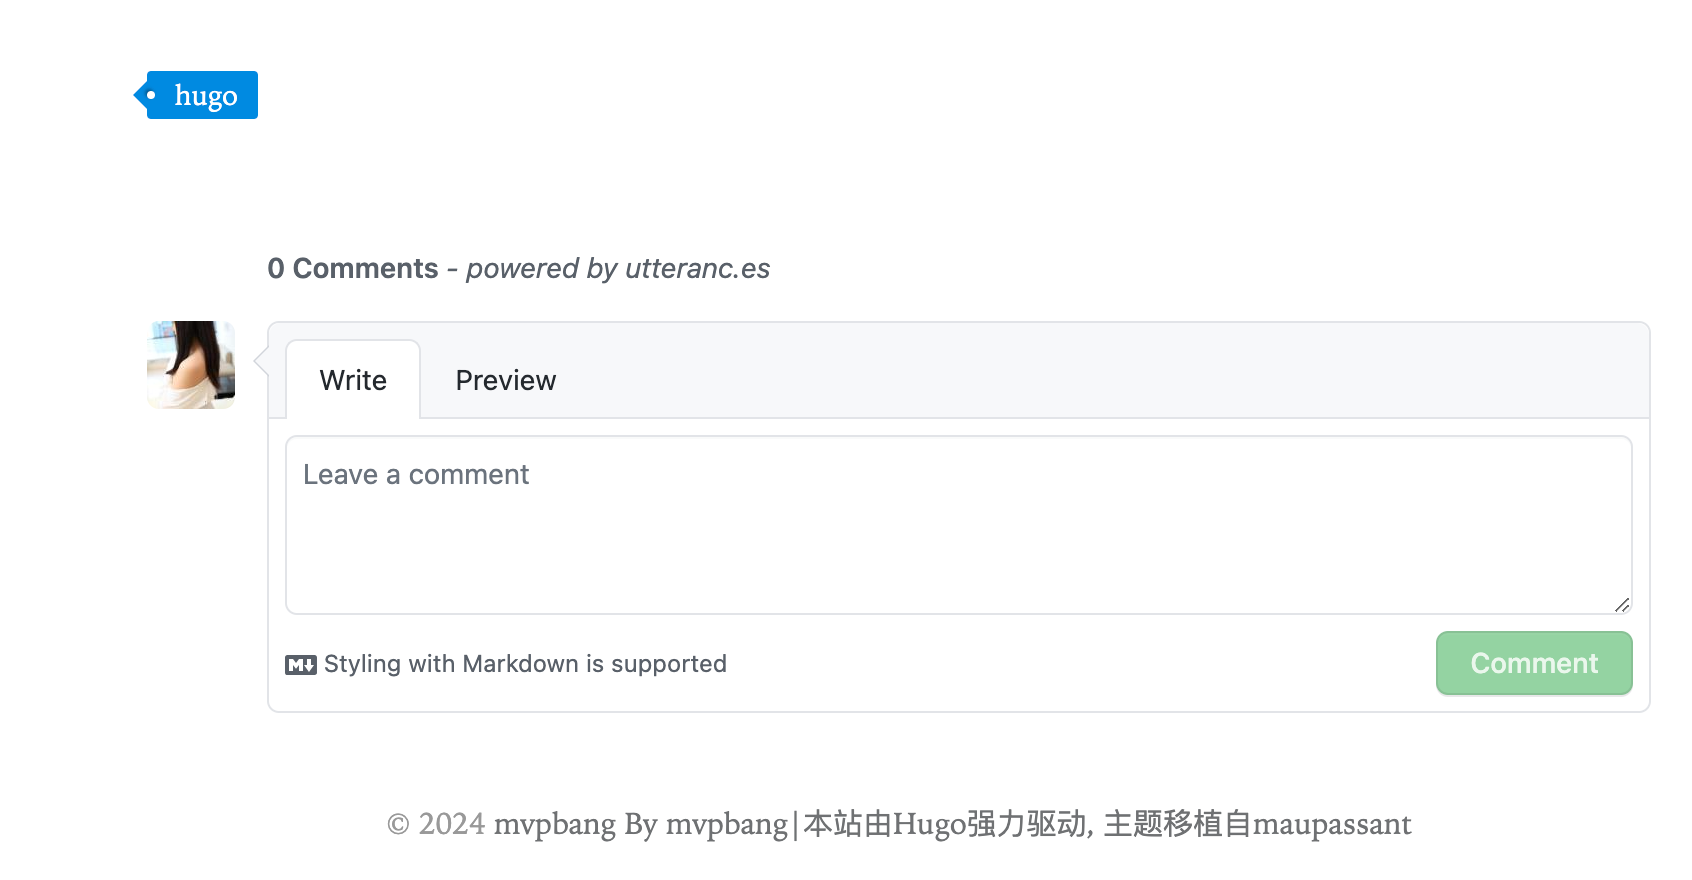 hugo
0 Comments - powered by utteranc.es
Write Preview
Leave a comment
Styling with Markdown is supported
Comment
© 2024 mvpbang By mvpbang|本站由Hugo强力驱动, 主题移植自maupassant